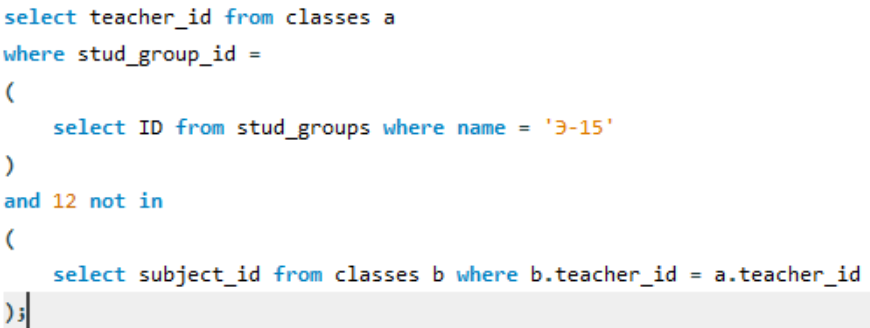 select teacher_id from classes a
where stud_group_id =
(
    select ID from stud_groups where name = 'Э-15'
)
and 12 not in
(
    select subject_id from classes b where b.teacher_id = a.teacher_id
);